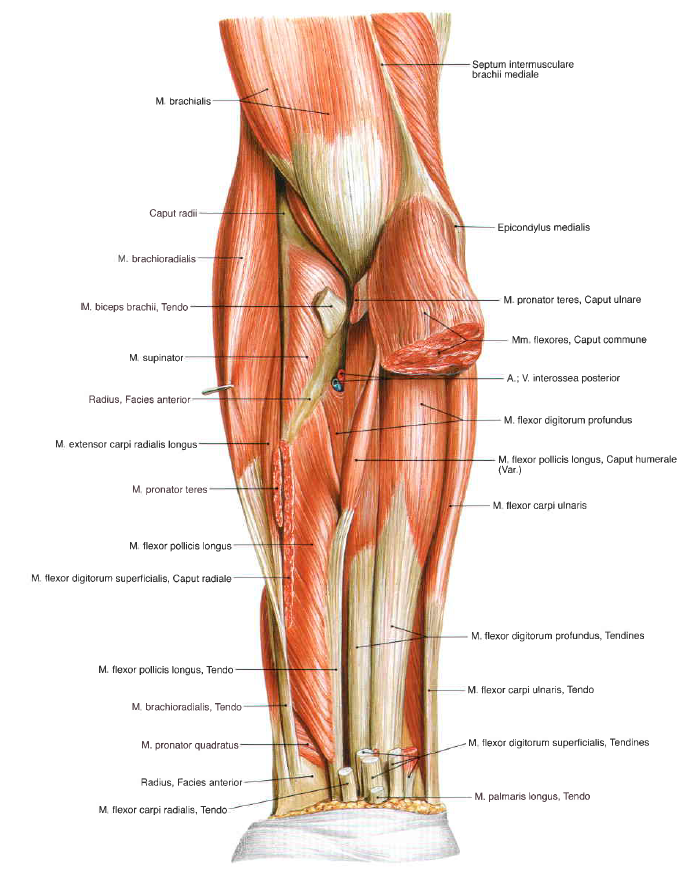 Septum intermusculare
brachii mediale
M. brachialis
Caput radii
Epicondylus medialis
M. brachioradialis
M. pronator teres, Caput ulnare
M. biceps brachii, Tendo
Mm. flexores, Caput commune
M. supinator
A.; V. interossea posterior
Radius, Facies anterior
M. flexor digitorum profundus
M. extensor carpi radialis longus
M. flexor pollicis longus, Caput humerale
(Var.)
M. pronator teres
M. flexor carpi ulnaris
M. flexor pollicis longus
M. flexor digitorum superficialis, Caput radiale
M. flexor digitorum profundus, Tendines
M. flexor pollicis longus, Tendo
M. flexor carpi ulnaris, Tendo
M. brachioradialis, Tendo
M. pronator quadratus
M. flexor digitorum superficialis, Tendines
Radius, Facies anterior
M. palmaris longus, Tendo
M. flexor carpi radialis, Tendo